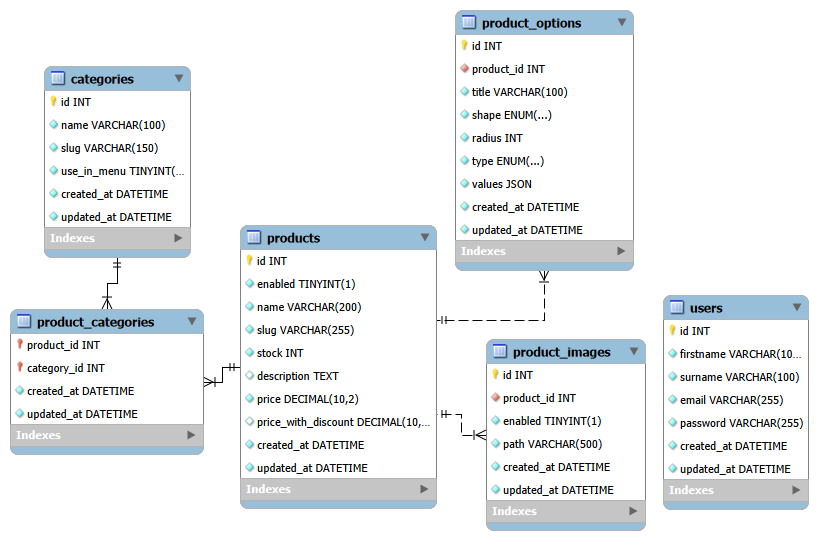 categories
id INT
name VARCHAR(100)
slug VARCHAR(150)
use_in_menu TINYINT(...
created_at DATETIME
updated_at DATETIME
Indexes
product_categories
product_id INT
category_id INT
created_at DATETIME
updated_at DATETIME
Indexes
products
id INT
enabled TINYINT(1)
name VARCHAR(200)
slug VARCHAR(255)
stock INT
description TEXT
price DECIMAL(10,2)
price_with_discount DECIMAL(10,...
created_at DATETIME
updated_at DATETIME
Indexes
product_options
id INT
product_id INT
title VARCHAR(100)
shape ENUM(...)
radius INT
type ENUM(...)
values JSON
created_at DATETIME
updated_at DATETIME
Indexes
product_images
id INT
product_id INT
enabled TINYINT(1)
path VARCHAR(500)
created_at DATETIME
updated_at DATETIME
Indexes
users
id INT
firstname VARCHAR(10...
surname VARCHAR(100)
email VARCHAR(255)
password VARCHAR(255)
created_at DATETIME
updated_at DATETIME
Indexes